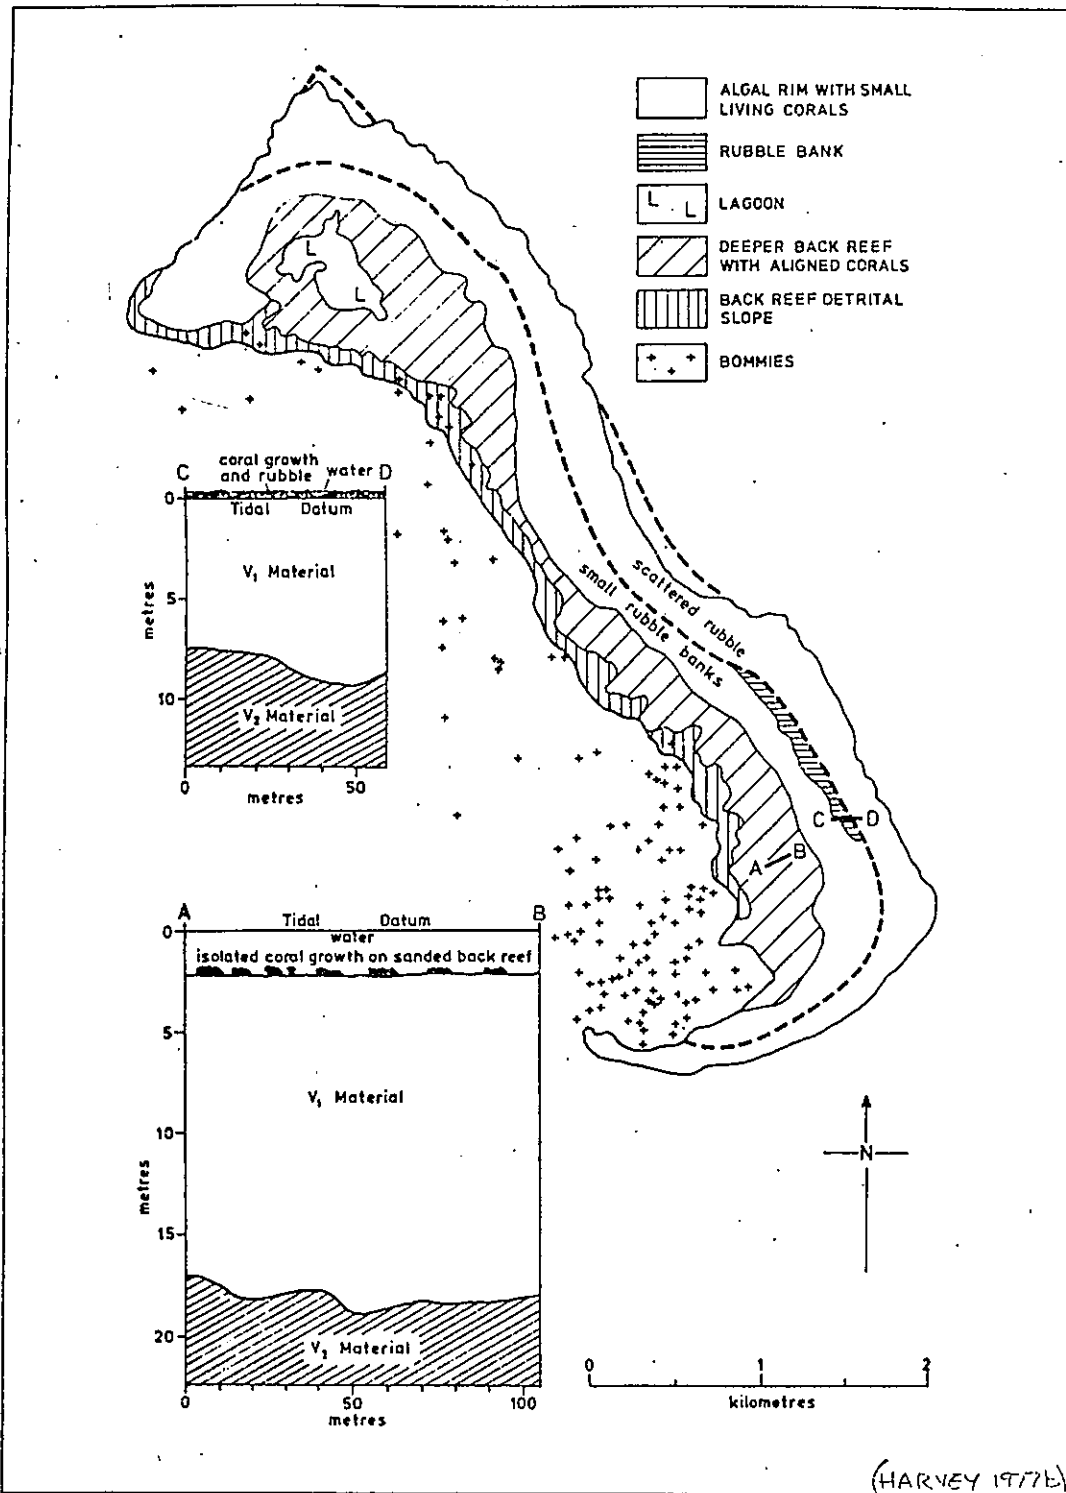 ALGAL RIM WITH SMALL
LIVING CORALS
RUBBLE BANK
L
L
LAGOON
DEEPER BACK REEF
WITH ALIGNED CORALS
BACK REEF DETRITAL
SLOPE
BOMMIES
L
L
scattered rubble
small rubble banks
C D
A B
C coral growth and rubble water D
0
Tidal Datum
V₁ Material
5
metres
10
V₂ Material
0 50
metres
A Tidal Datum B
0
water
isolated coral growth on sanded back reef
5
V₁ Material
10
metres
15
20
V₂ Material
0 50 100
metres
N
0 1 2
kilometres
(HARVEY 1977b)